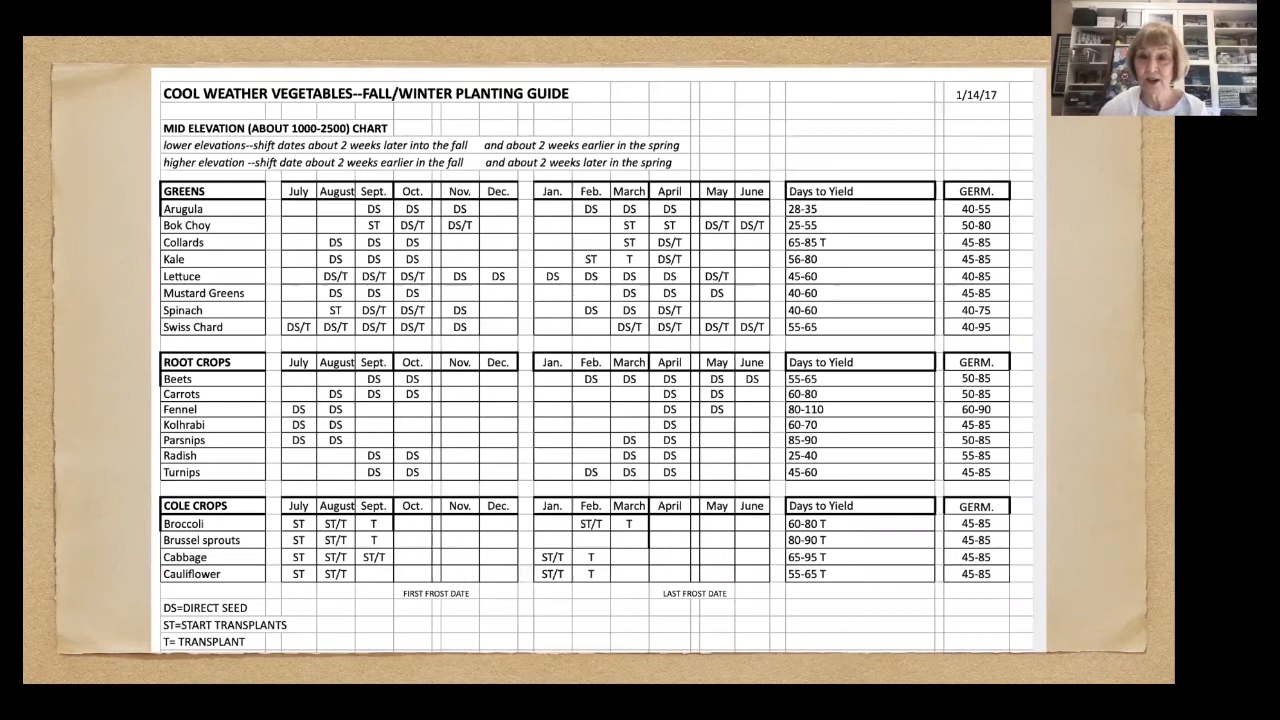 COOL WEATHER VEGETABLES--FALL/WINTER PLANTING GUIDE 1/14/17
MID ELEVATION (ABOUT 1000-2500) CHART
lower elevations--shift dates about 2 weeks later into the fall and about 2 weeks earlier in the spring
higher elevation --shift date about 2 weeks earlier in the fall and about 2 weeks later in the spring
GREENS July August Sept. Oct. Nov. Dec. Jan. Feb. March April May June Days to Yield GERM.
Arugula DS DS DS DS DS DS 28-35 40-55
Bok Choy ST DS/T DS/T ST ST DS/T DS/T 25-55 50-80
Collards DS DS DS ST DS/T 65-85 T 45-85
Kale DS DS DS ST T DS/T 56-80 45-85
Lettuce DS/T DS/T DS/T DS DS DS DS DS DS DS/T 45-60 40-85
Mustard Greens DS DS DS DS DS DS 40-60 45-85
Spinach ST DS/T DS/T DS DS DS DS/T 40-60 40-75
Swiss Chard DS/T DS/T DS/T DS/T DS DS/T DS/T DS/T DS/T 55-65 40-95
ROOT CROPS July August Sept. Oct. Nov. Dec. Jan. Feb. March April May June Days to Yield GERM.
Beets DS DS DS DS DS DS DS 55-65 50-85
Carrots DS DS DS DS DS 60-80 50-85
Fennel DS DS DS DS 80-110 60-90
Kolhrabi DS DS DS 60-70 45-85
Parsnips DS DS DS DS 85-90 50-85
Radish DS DS DS DS 25-40 55-85
Turnips DS DS DS DS DS 45-60 45-85
COLE CROPS July August Sept. Oct. Nov. Dec. Jan. Feb. March April May June Days to Yield GERM.
Broccoli ST ST/T T ST/T T 60-80 T 45-85
Brussel sprouts ST ST/T T 80-90 T 45-85
Cabbage ST ST/T ST/T ST/T T 65-95 T 45-85
Cauliflower ST ST/T ST/T T 55-65 T 45-85
FIRST FROST DATE LAST FROST DATE
DS=DIRECT SEED
ST=START TRANSPLANTS
T= TRANSPLANT